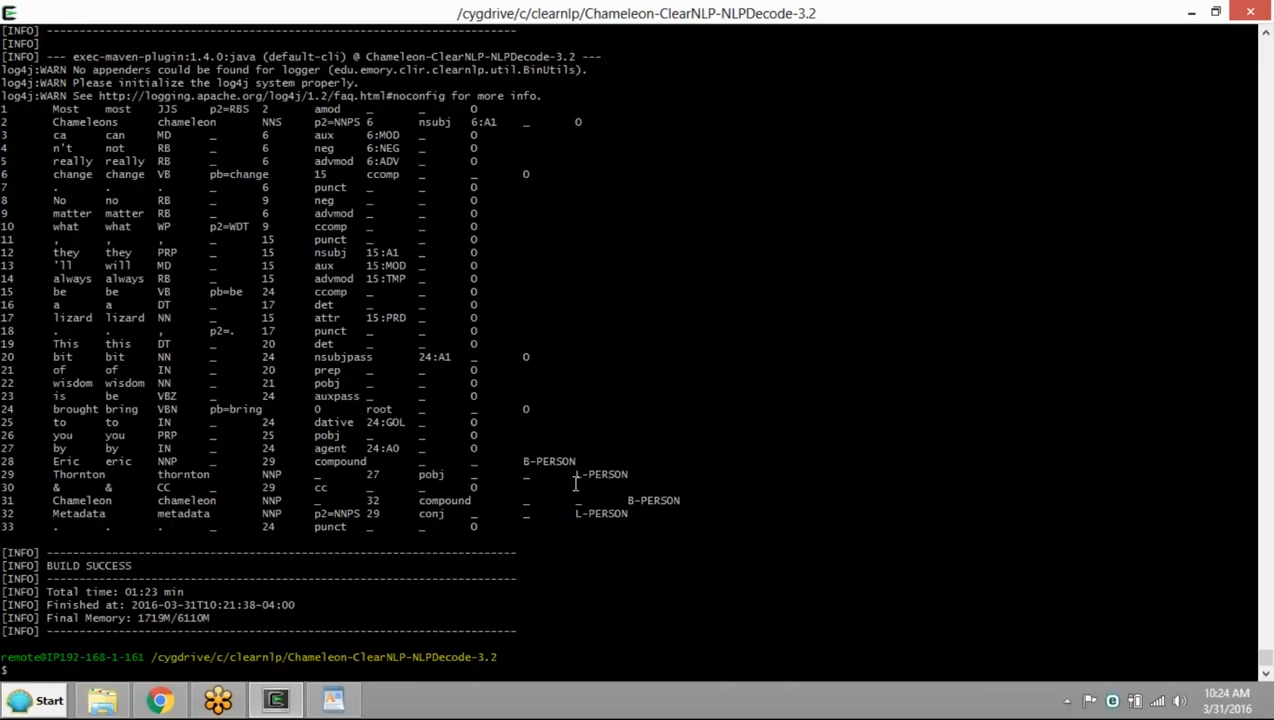 /cygdrive/c/clearnlp/Chameleon-ClearNLP-NLPDecode-3.2
[INFO] ------------------------------------------------------------------------
[INFO]
[INFO] --- exec-maven-plugin:1.4.0:java (default-cli) @ Chameleon-ClearNLP-NLPDecode-3.2 ---
log4j:WARN No appenders could be found for logger (edu.emory.clir.clearnlp.util.BinUtils).
log4j:WARN Please initialize the log4j system properly.
log4j:WARN See http://logging.apache.org/log4j/1.2/faq.html#noconfig for more info.
1 Most most JJS p2=RBS 2 amod _ _ O
2 Chameleons chameleon NNS p2=NNPS 6 nsubj 6:A1 _ O
3 ca can MD _ 6 aux 6:MOD _ O
4 n't not RB _ 6 neg 6:NEG _ O
5 really really RB _ 6 advmod 6:ADV _ O
6 change change VB pb=change 15 ccomp _ _ O
7 . . . _ 6 punct _ _ O
8 No no RB _ 9 neg _ _ O
9 matter matter RB _ 6 advmod _ _ O
10 what what WP p2=WDT 9 ccomp _ _ O
11 , , , _ 15 punct _ _ O
12 they they PRP _ 15 nsubj 15:A1 _ O
13 'll will MD _ 15 aux 15:MOD _ O
14 always always RB _ 15 advmod 15:TMP _ O
15 be be VB pb=be 24 ccomp _ _ O
16 a a DT _ 17 det _ _ O
17 lizard lizard NN _ 15 attr 15:PRD _ O
18 . . , p2=. 17 punct _ _ O
19 This this DT _ 20 det _ _ O
20 bit bit NN _ 24 nsubjpass 24:A1 _ O
21 of of IN _ 20 prep _ _ O
22 wisdom wisdom NN _ 21 pobj _ _ O
23 is be VBZ _ 24 auxpass _ _ O
24 brought bring VBN pb=bring 0 root _ _ O
25 to to IN _ 24 dative 24:GOL _ O
26 you you PRP _ 25 pobj _ _ O
27 by by IN _ 24 agent 24:A0 _ O
28 Eric eric NNP _ 29 compound _ _ B-PERSON
29 Thornton thornton NNP _ 27 pobj _ _ L-PERSON
30 & & CC _ 29 cc _ _ O
31 Chameleon chameleon NNP _ 32 compound _ _ B-PERSON
32 Metadata metadata NNP p2=NNPS 29 conj _ _ L-PERSON
33 . . . _ 24 punct _ _ O
[INFO] ------------------------------------------------------------------------
[INFO] BUILD SUCCESS
[INFO] ------------------------------------------------------------------------
[INFO] Total time: 01:23 min
[INFO] Finished at: 2016-03-31T10:21:38-04:00
[INFO] Final Memory: 1719M/6110M
[INFO] ------------------------------------------------------------------------
remote@IP192-168-1-161 /cygdrive/c/clearnlp/Chameleon-ClearNLP-NLPDecode-3.2
$
Start
10:24 AM
3/31/2016